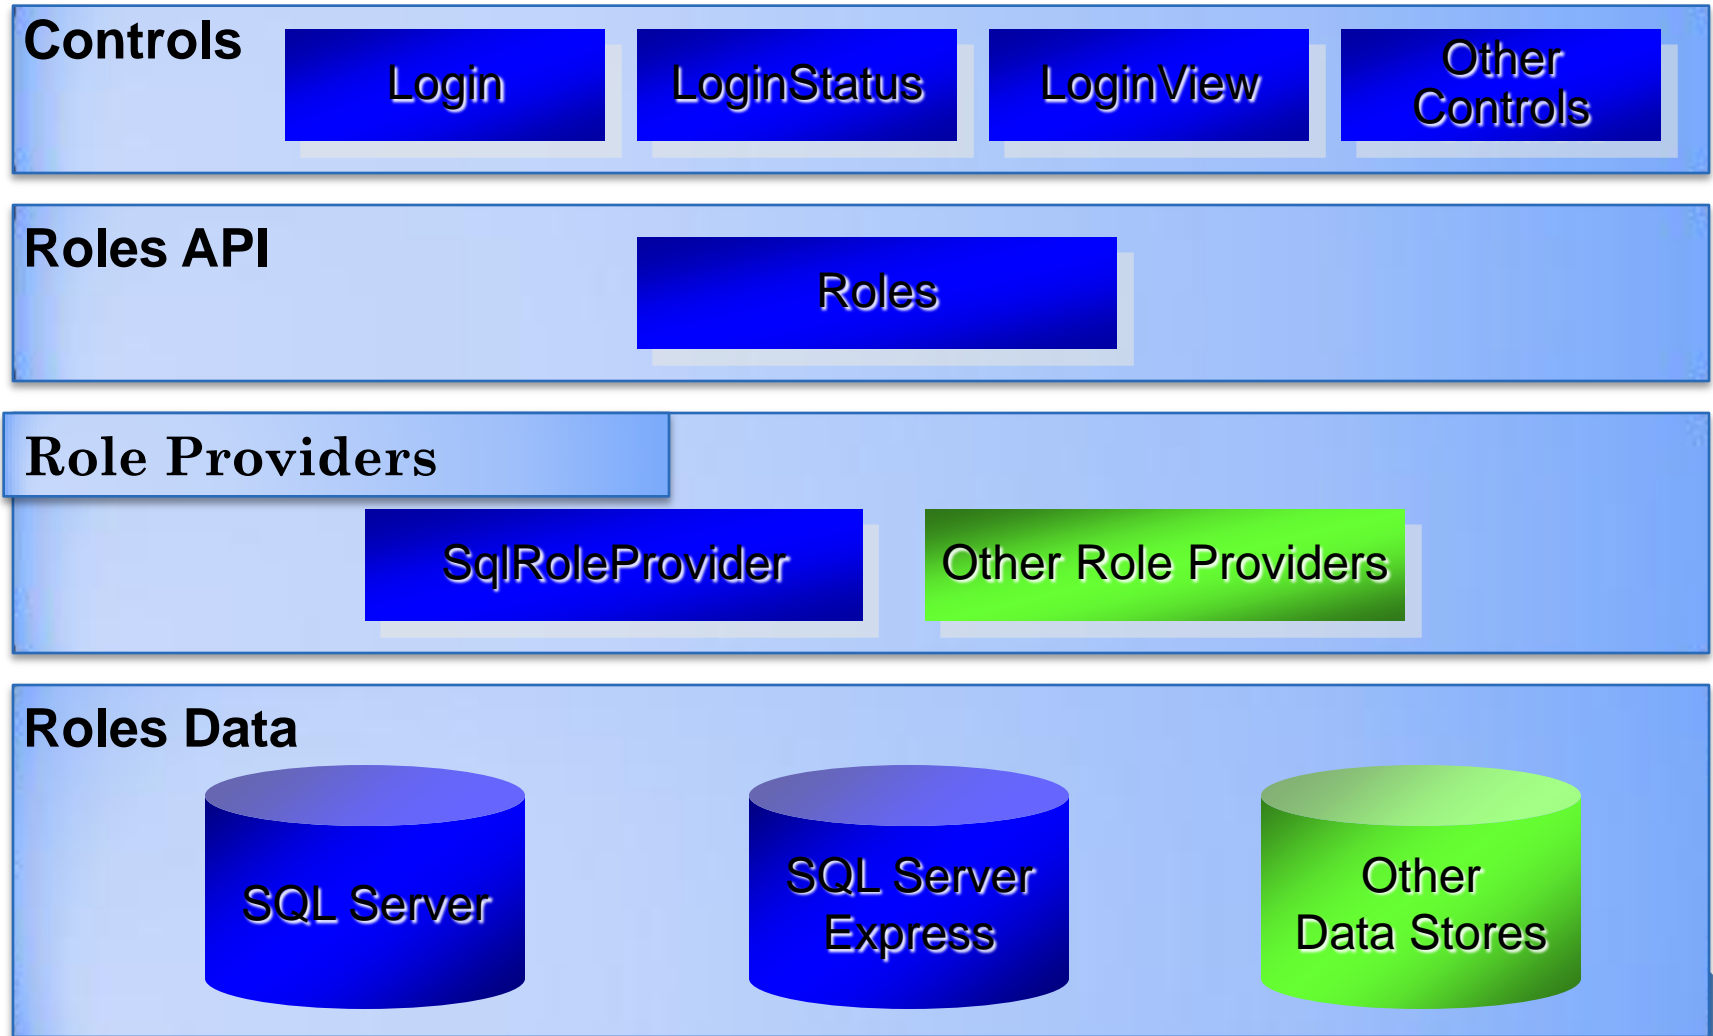 Controls
Login
LoginStatus
LoginView
Other
Controls
Roles API
Roles
Role Providers
SqlRoleProvider
Other Role Providers
Roles Data
SQL Server
SQL Server
Express
Other
Data Stores